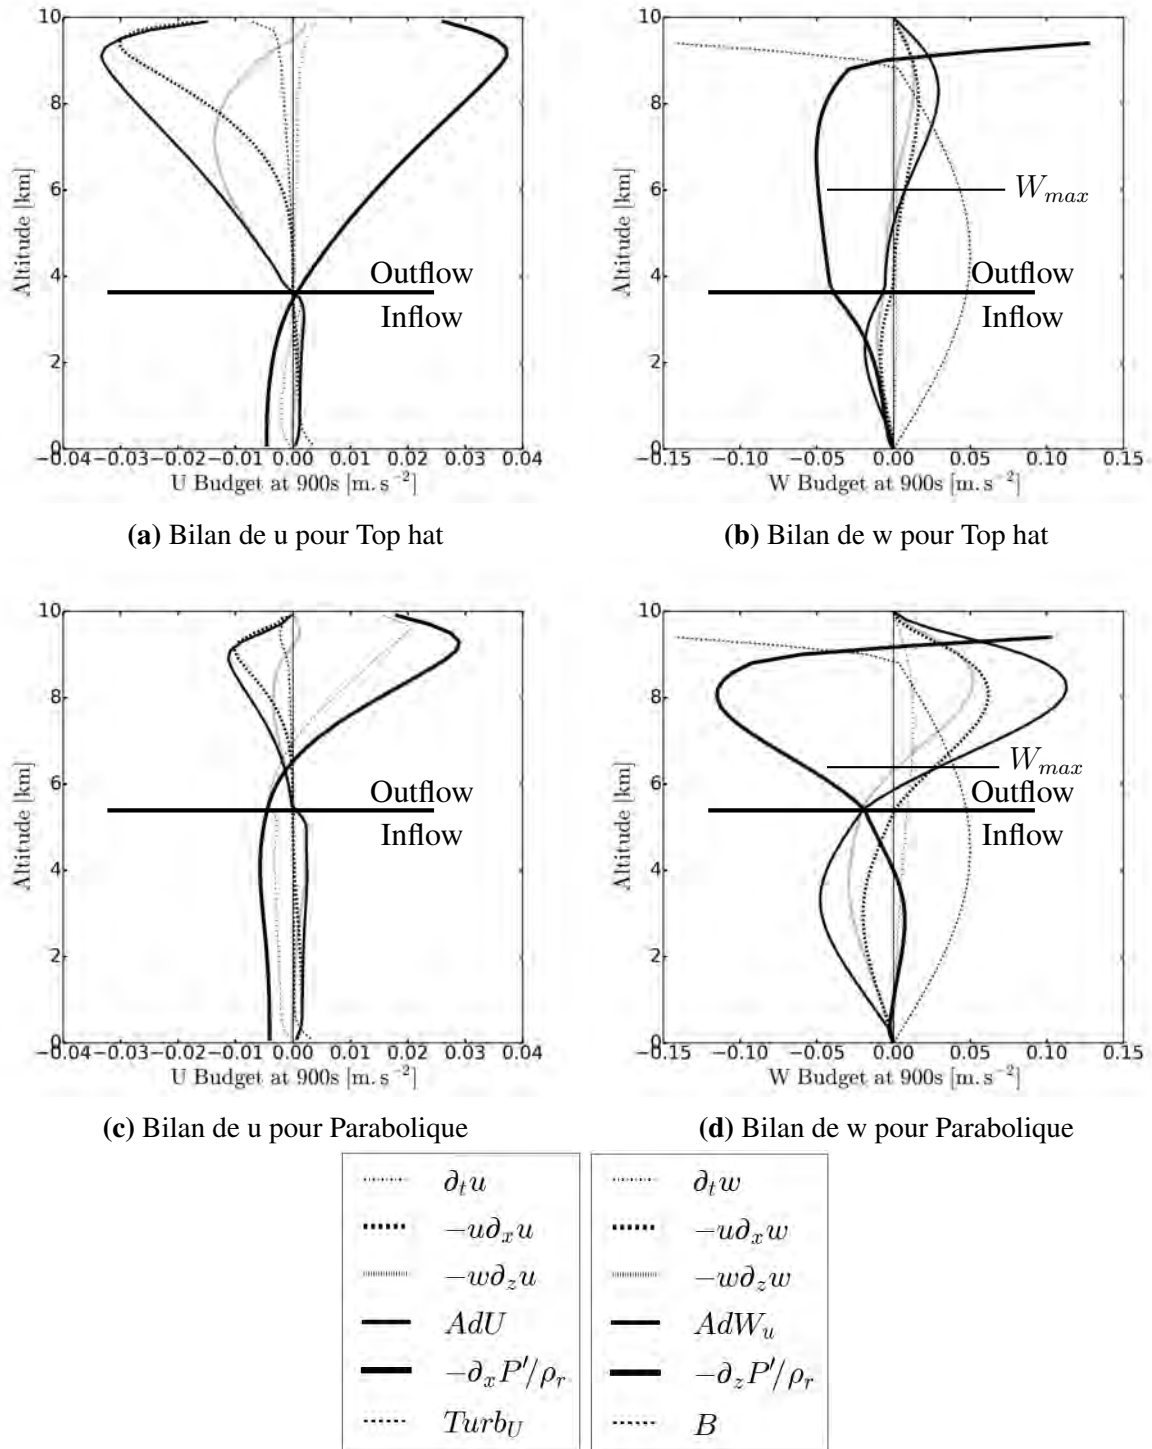 10
8
6
4
2
0
Altitude [km]
Outflow
Inflow
−0.04 −0.03 −0.02 −0.01 0.00 0.01 0.02 0.03 0.04
U Budget at 900s [m.s⁻²]
(a) Bilan de u pour Top hat
10
8
6
4
2
0
Altitude [km]
W_max
Outflow
Inflow
−0.15 −0.10 −0.05 0.00 0.05 0.10 0.15
W Budget at 900s [m.s⁻²]
(b) Bilan de w pour Top hat
10
8
6
4
2
0
Altitude [km]
Outflow
Inflow
−0.04 −0.03 −0.02 −0.01 0.00 0.01 0.02 0.03 0.04
U Budget at 900s [m.s⁻²]
(c) Bilan de u pour Parabolique
10
8
6
4
2
0
Altitude [km]
W_max
Outflow
Inflow
−0.15 −0.10 −0.05 0.00 0.05 0.10 0.15
W Budget at 900s [m.s⁻²]
(d) Bilan de w pour Parabolique
∂_t u
−u∂_x u
−w∂_z u
AdU
−∂_x P′/ρ_r
Turb_U
∂_t w
−u∂_x w
−w∂_z w
AdW_u
−∂_z P′/ρ_r
B